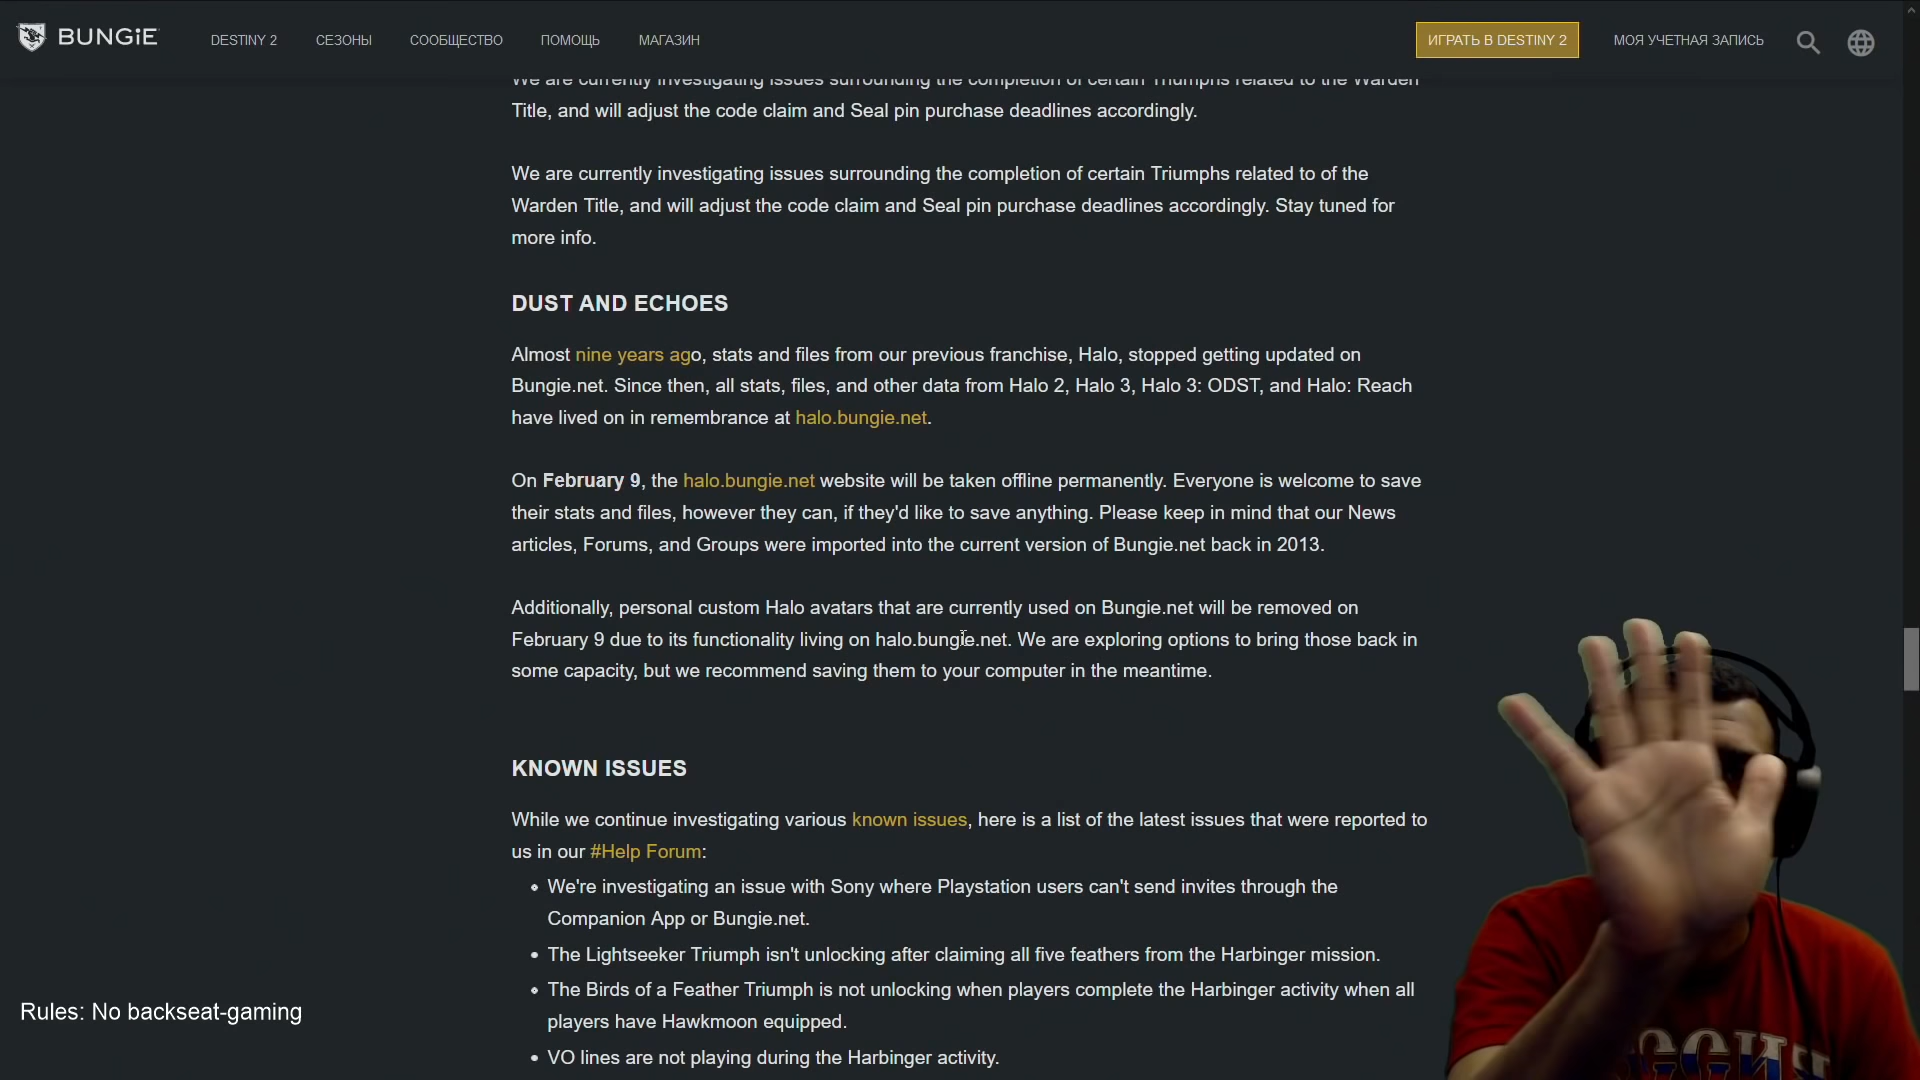 BUNGiE DESTINY 2 СЕЗОНЫ СООБЩЕСТВО ПОМОЩЬ МАГАЗИН ИГРАТЬ В DESTINY 2 МОЯ УЧЕТНАЯ ЗАПИСЬ
We are currently investigating issues surrounding the completion of certain Triumphs related to the Warden
Title, and will adjust the code claim and Seal pin purchase deadlines accordingly.
We are currently investigating issues surrounding the completion of certain Triumphs related to of the
Warden Title, and will adjust the code claim and Seal pin purchase deadlines accordingly. Stay tuned for
more info.
DUST AND ECHOES
Almost nine years ago, stats and files from our previous franchise, Halo, stopped getting updated on
Bungie.net. Since then, all stats, files, and other data from Halo 2, Halo 3, Halo 3: ODST, and Halo: Reach
have lived on in remembrance at halo.bungie.net.
On February 9, the halo.bungie.net website will be taken offline permanently. Everyone is welcome to save
their stats and files, however they can, if they'd like to save anything. Please keep in mind that our News
articles, Forums, and Groups were imported into the current version of Bungie.net back in 2013.
Additionally, personal custom Halo avatars that are currently used on Bungie.net will be removed on
February 9 due to its functionality living on halo.bungie.net. We are exploring options to bring those back in
some capacity, but we recommend saving them to your computer in the meantime.
KNOWN ISSUES
While we continue investigating various known issues, here is a list of the latest issues that were reported to
us in our #Help Forum:
• We're investigating an issue with Sony where Playstation users can't send invites through the
Companion App or Bungie.net.
• The Lightseeker Triumph isn't unlocking after claiming all five feathers from the Harbinger mission.
• The Birds of a Feather Triumph is not unlocking when players complete the Harbinger activity when all
players have Hawkmoon equipped.
• VO lines are not playing during the Harbinger activity.
Rules: No backseat-gaming